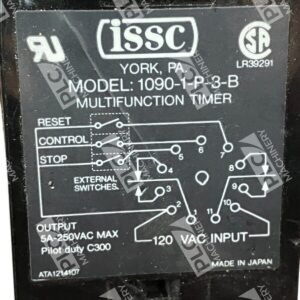 issc
LR39291
YORK, PA
MODEL: 1090-1-P-3-B
MULTIFUNCTION TIMER
RESET
CONTROL
STOP
EXTERNAL
SWITCHES.
5 6 7
4 8
3 9
2 1 11 10
OUTPUT
5A-250VAC MAX
Pilot duty C300
120 VAC INPUT
ATA1214107
MADE IN JAPAN
PLC MACHINERY